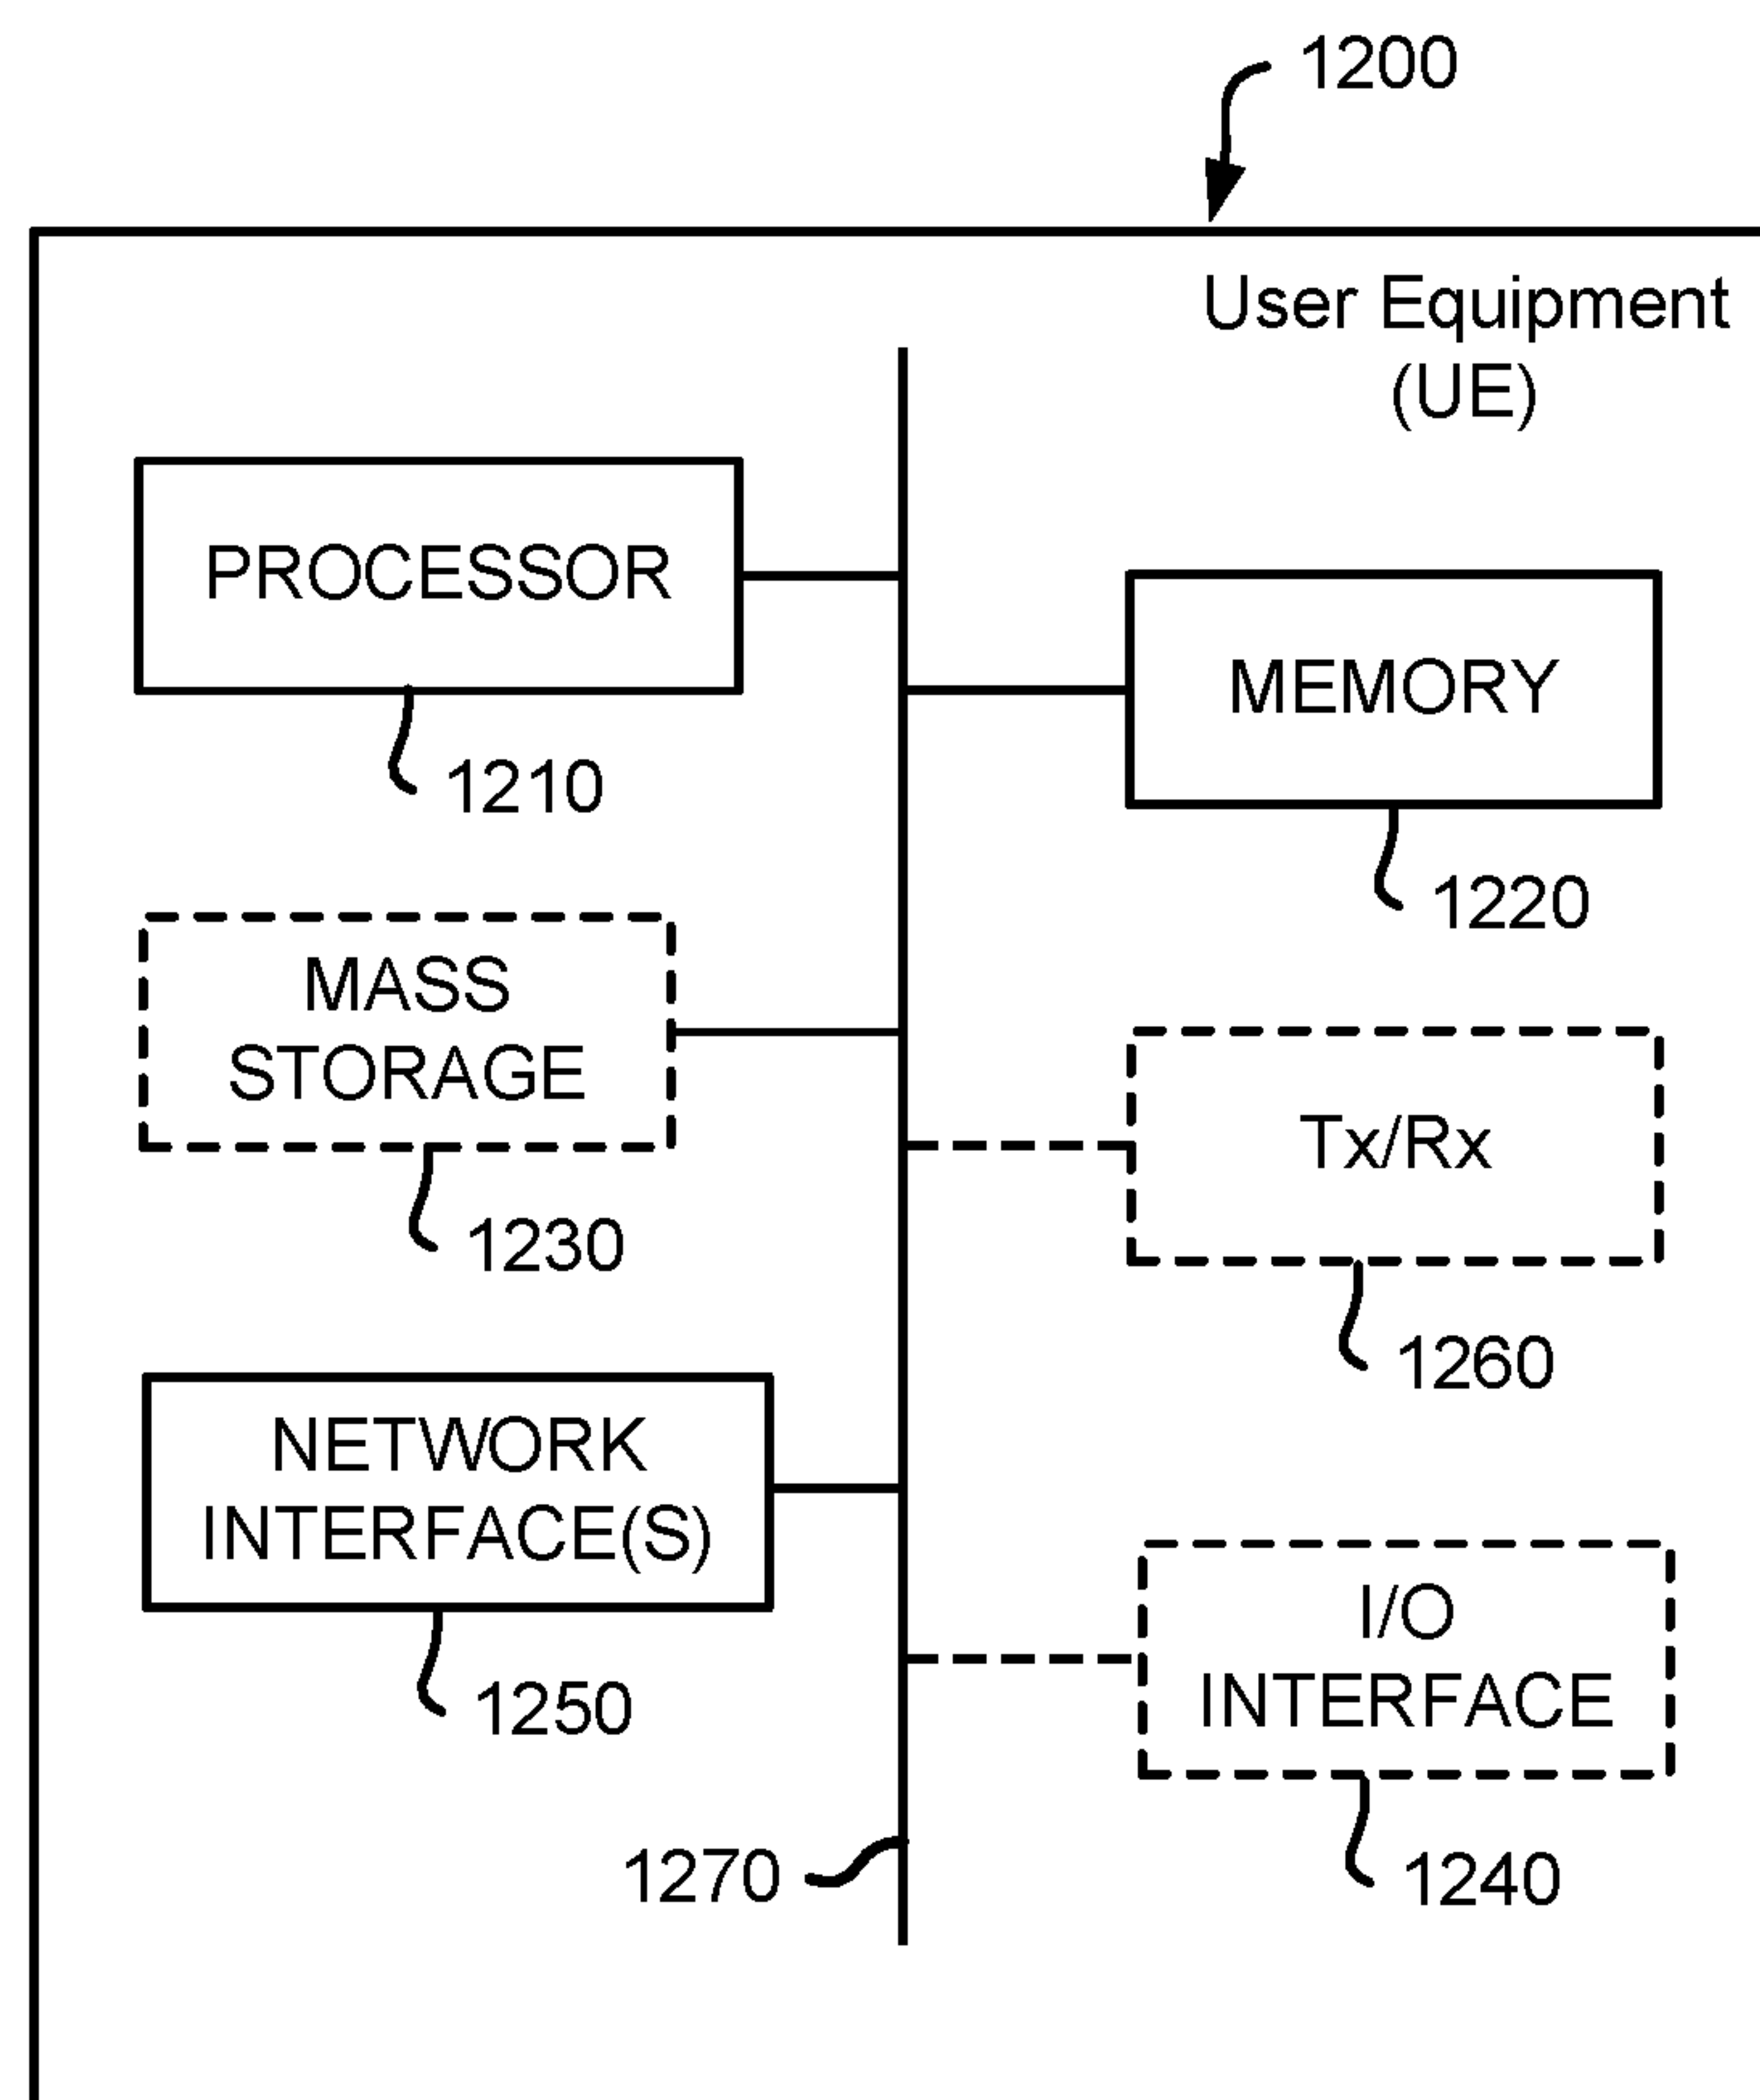 1200
User Equipment
(UE)
PROCESSOR
1210
MEMORY
1220
MASS
STORAGE
1230
Tx/Rx
1260
NETWORK
INTERFACE(S)
1250
I/O
INTERFACE
1240
1270